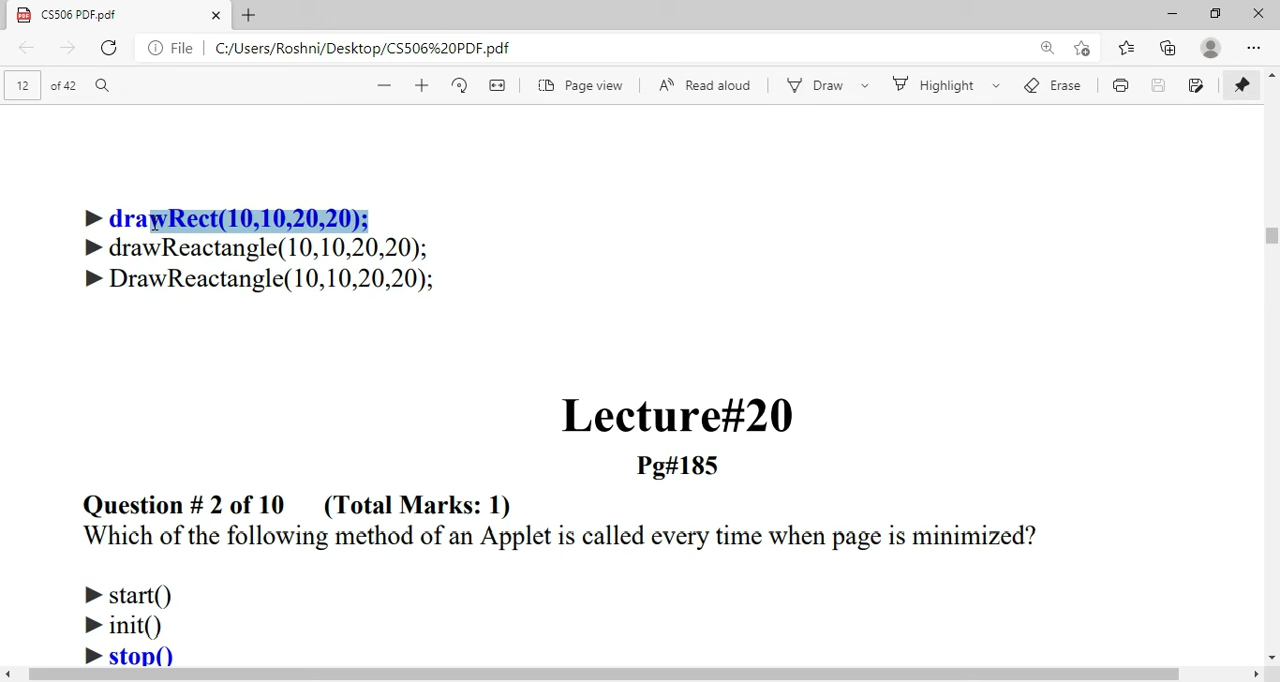 CS506 PDF.pdf
File C:/Users/Roshni/Desktop/CS506%20PDF.pdf
12 of 42 Page view Read aloud Draw Highlight Erase
► drawRect(10,10,20,20);
► drawReactangle(10,10,20,20);
► DrawReactangle(10,10,20,20);
Lecture#20
Pg#185
Question # 2 of 10 (Total Marks: 1)
Which of the following method of an Applet is called every time when page is minimized?
► start()
► init()
► stop()